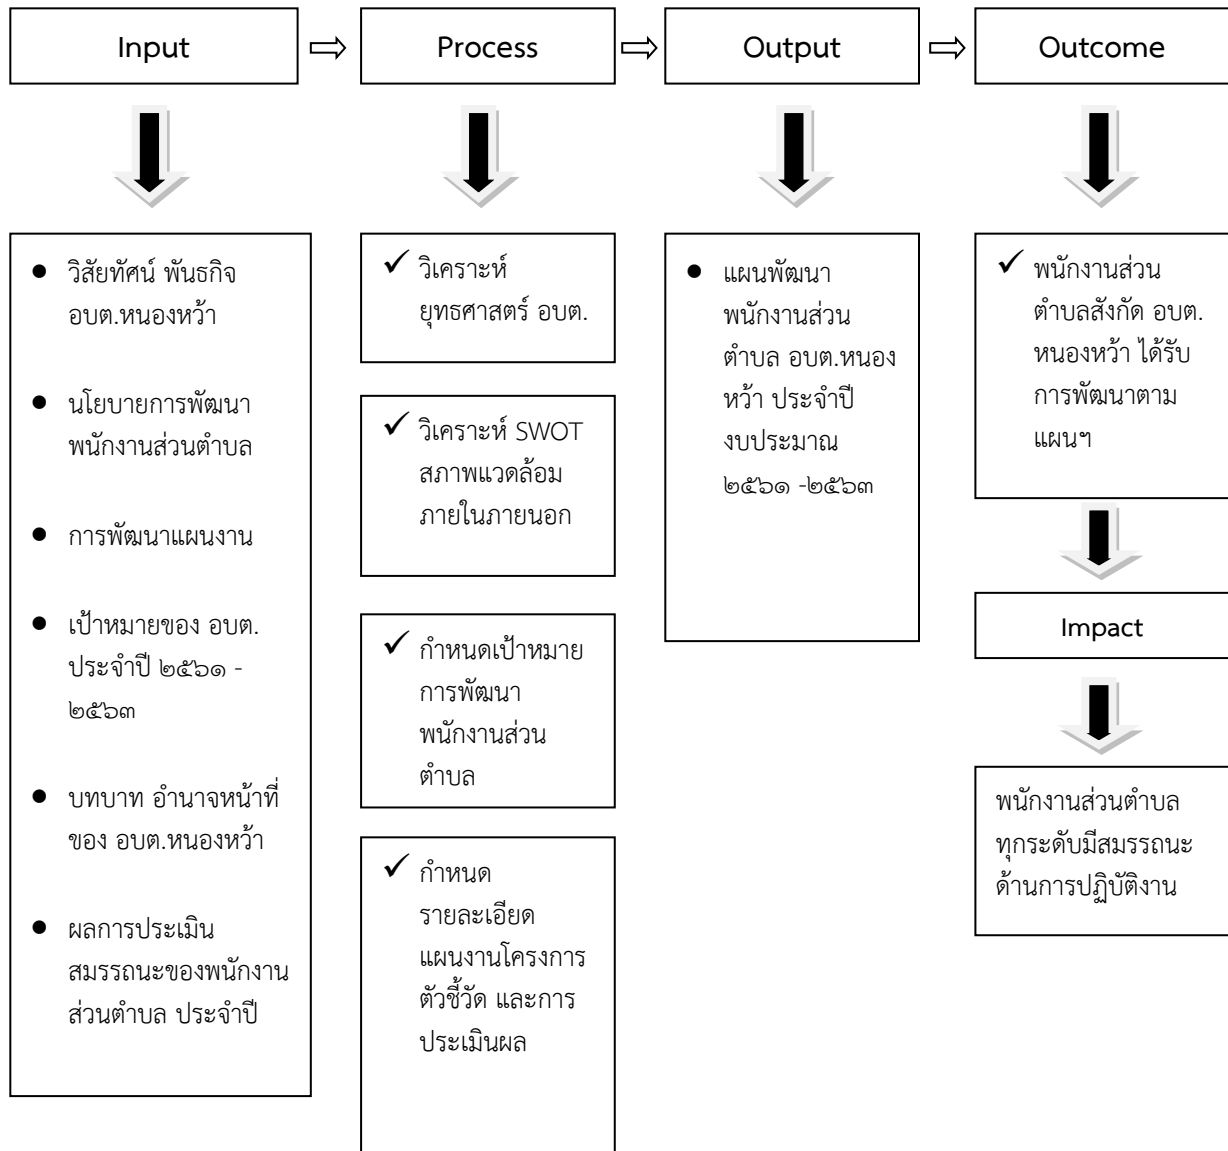 Input
Process
Output
Outcome
วิสัยทัศน์ พันธกิจ
อบต.หนองหว้า
นโยบายการพัฒนา
พนักงานส่วนตำบล
การพัฒนาแผนงาน
เป้าหมายของ อบต.
ประจำปี ๒๕๖๑ -
๒๕๖๓
บทบาท อำนาจหน้าที่
ของ อบต.หนองหว้า
ผลการประเมิน
สมรรถนะของพนักงาน
ส่วนตำบล ประจำปี
วิเคราะห์
ยุทธศาสตร์ อบต.
วิเคราะห์ SWOT
สภาพแวดล้อม
ภายในภายนอก
กำหนดเป้าหมาย
การพัฒนา
พนักงานส่วน
ตำบล
กำหนด
รายละเอียด
แผนงานโครงการ
ตัวชี้วัด และการ
ประเมินผล
แผนพัฒนา
พนักงานส่วน
ตำบล อบต.หนอง
หว้า ประจำปี
งบประมาณ
๒๕๖๑ -๒๕๖๓
พนักงานส่วน
ตำบลสังกัด อบต.
หนองหว้า ได้รับ
การพัฒนาตาม
แผนฯ
Impact
พนักงานส่วนตำบล
ทุกระดับมีสมรรถนะ
ด้านการปฏิบัติงาน